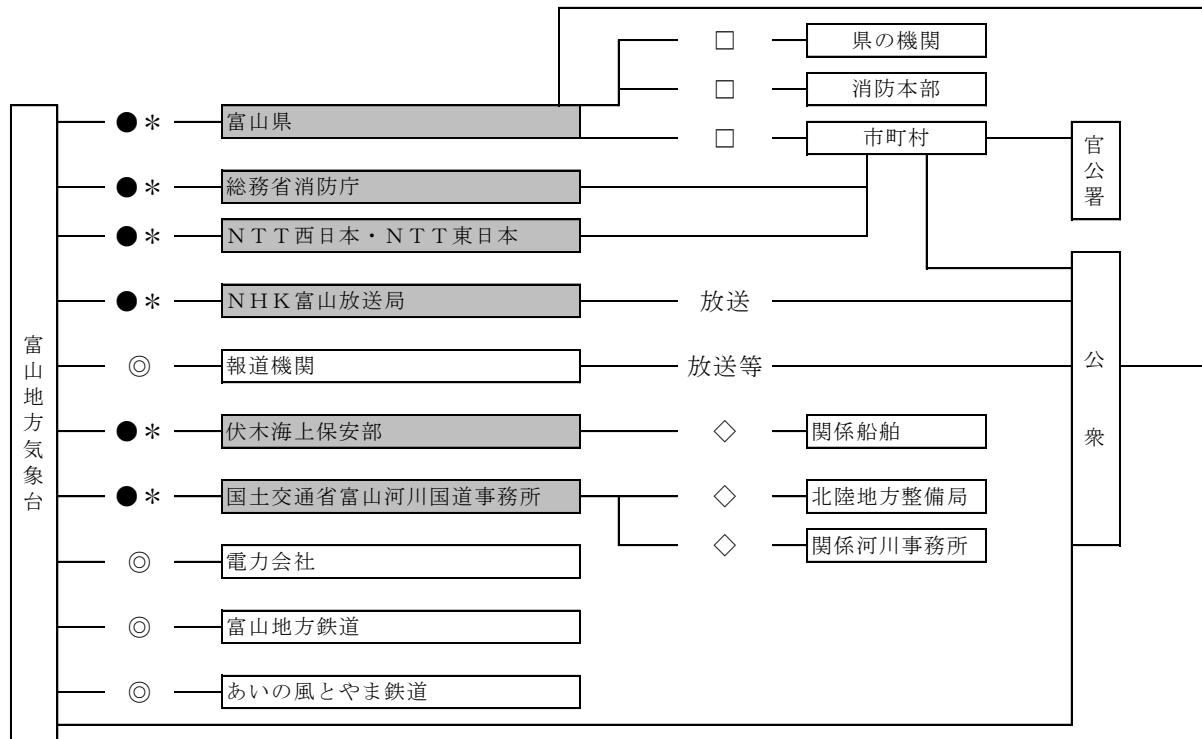 □ 県の機関
□ 消防本部
●＊ 富山県 □ 市町村
官公署
●＊ 総務省消防庁
●＊ ＮＴＴ西日本・ＮＴＴ東日本
●＊ ＮＨＫ富山放送局 放送
富山地方気象台
◎ 報道機関 放送等
公衆
●＊ 伏木海上保安部 ◇ 関係船舶
●＊ 国土交通省富山河川国道事務所 ◇ 北陸地方整備局
◇ 関係河川事務所
◎ 電力会社
◎ 富山地方鉄道
◎ あいの風とやま鉄道